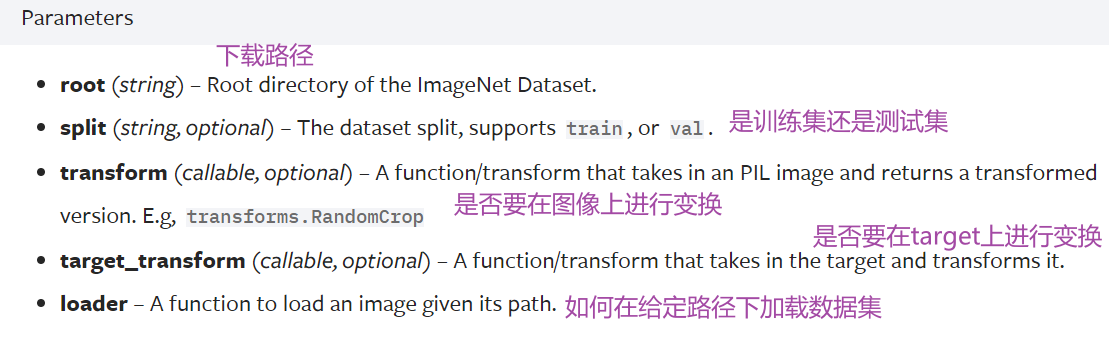 Parameters
下载路径
• root (string) – Root directory of the ImageNet Dataset.
• split (string, optional) – The dataset split, supports train, or val. 是训练集还是测试集
• transform (callable, optional) – A function/transform that takes in an PIL image and returns a transformed
version. E.g, transforms.RandomCrop 是否要在图像上进行变换
是否要在target上进行变换
• target_transform (callable, optional) – A function/transform that takes in the target and transforms it.
• loader – A function to load an image given its path. 如何在给定路径下加载数据集